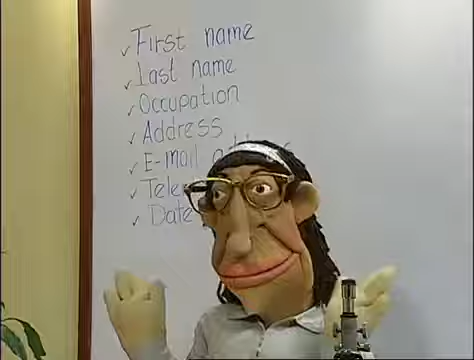 ✓ First name
✓ Last name
✓ Occupation
✓ Address
✓ E-mail
✓
✓ Date